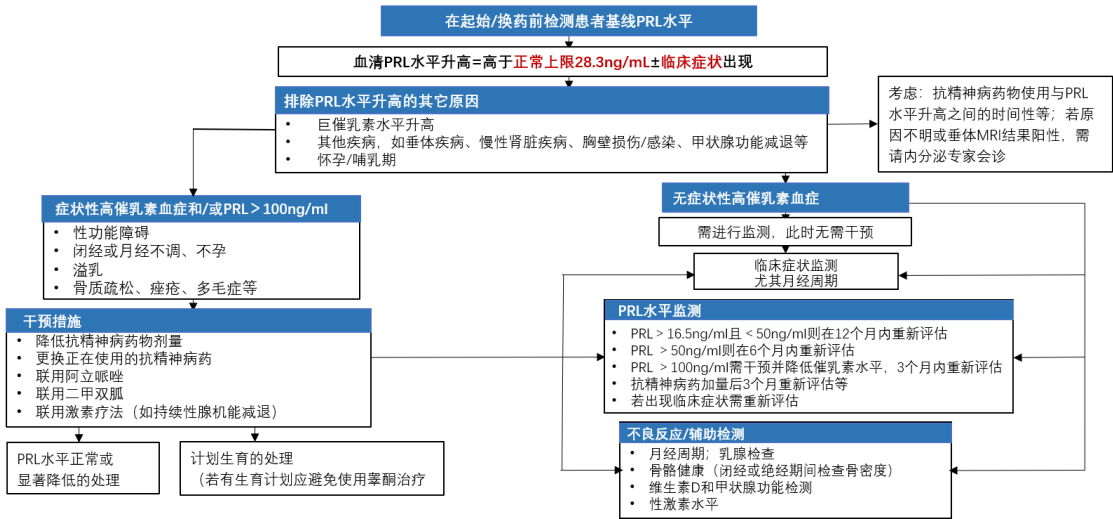 在起始/换药前检测患者基线PRL水平
血清PRL水平升高=高于正常上限28.3ng/mL±临床症状出现
排除PRL水平升高的其它原因
• 巨催乳素水平升高
• 其他疾病，如垂体疾病、慢性肾脏疾病、胸壁损伤/感染、甲状腺功能减退等
• 怀孕/哺乳期
考虑：抗精神病药物使用与PRL
水平升高之间的时间性等；若原
因不明或垂体MRI结果阳性，需
请内分泌专家会诊
症状性高催乳素血症和/或PRL＞100ng/ml
• 性功能障碍
• 闭经或月经不调、不孕
• 溢乳
• 骨质疏松、痤疮、多毛症等
无症状性高催乳素血症
需进行监测，此时无需干预
临床症状监测
尤其月经周期
干预措施
• 降低抗精神病药物剂量
• 更换正在使用的抗精神病药
• 联用阿立哌唑
• 联用二甲双胍
• 联用激素疗法（如持续性腺机能减退）
PRL水平正常或
显著降低的处理
计划生育的处理
（若有生育计划应避免使用睾酮治疗
PRL水平监测
• PRL＞16.5ng/ml且＜50ng/ml则在12个月内重新评估
• PRL ＞50ng/ml则在6个月内重新评估
• PRL ＞100ng/ml需干预并降低催乳素水平，3个月内重新评估
• 抗精神病药加量后3个月重新评估等
• 若出现临床症状需重新评估
不良反应/辅助检测
• 月经周期；乳腺检查
• 骨骼健康（闭经或绝经期间检查骨密度）
• 维生素D和甲状腺功能检测
• 性激素水平